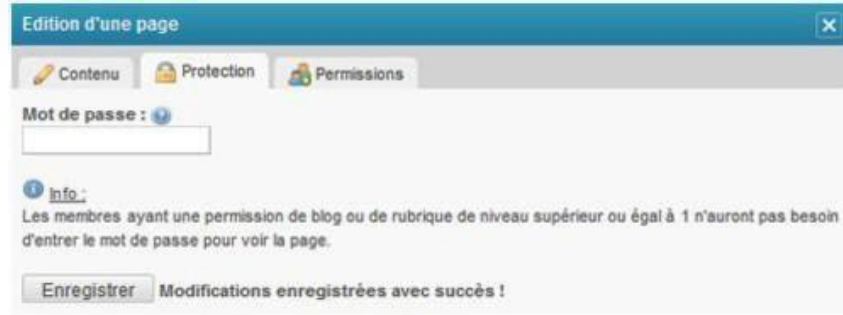 Edition d'une page
Contenu Protection Permissions
Mot de passe :
Info :
Les membres ayant une permission de blog ou de rubrique de niveau supérieur ou égal à 1 n'auront pas besoin
d'entrer le mot de passe pour voir la page.
Enregistrer Modifications enregistrées avec succès !